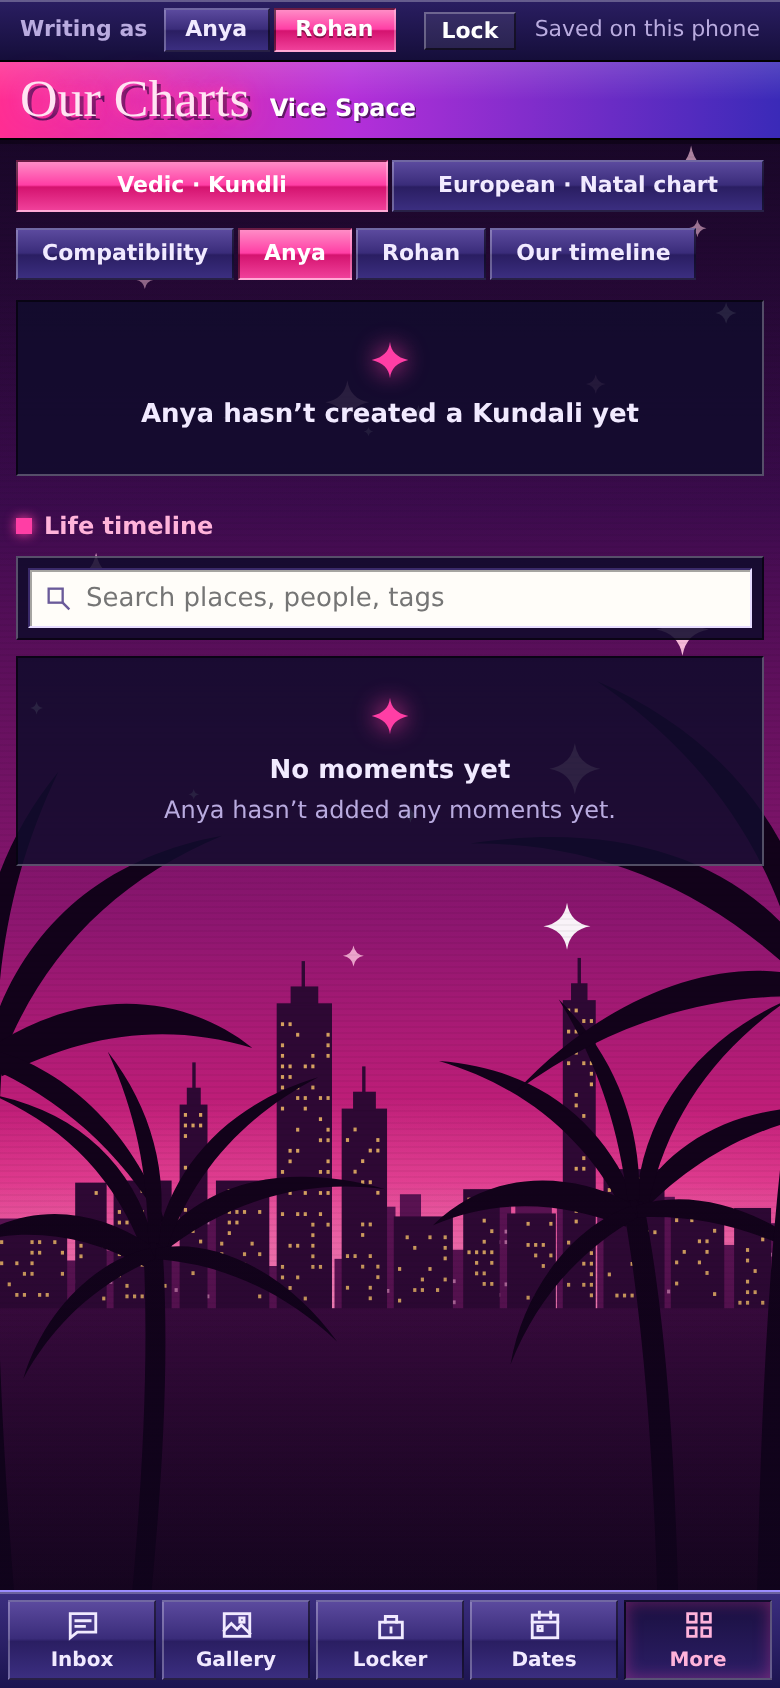 Writing as Anya Rohan Lock Saved on this phone
Our Charts Vice Space
Vedic · Kundli European · Natal chart
Compatibility Anya Rohan Our timeline
Anya hasn’t created a Kundali yet
Life timeline
Search places, people, tags
No moments yet
Anya hasn’t added any moments yet.
Inbox Gallery Locker Dates More